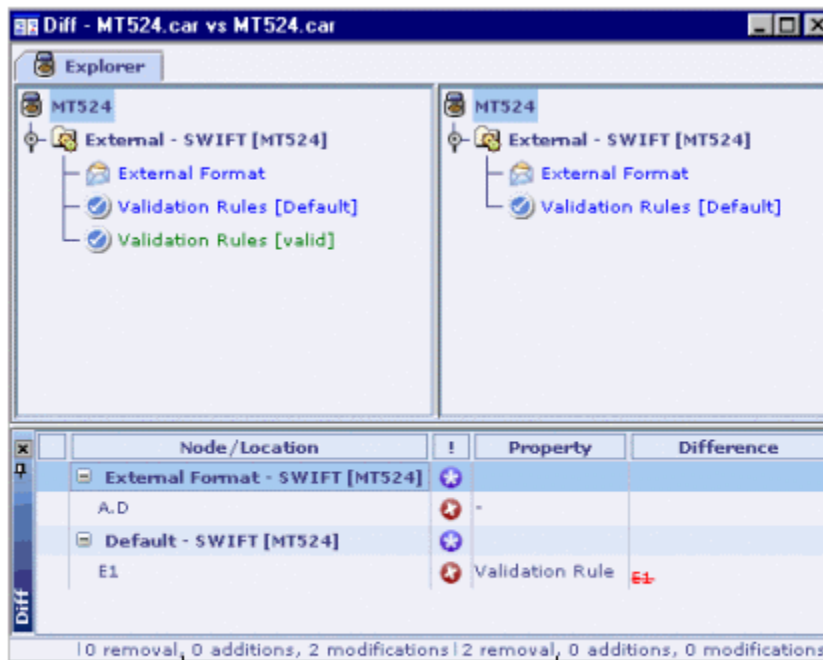 Diff - MT524.car vs MT524.car
Explorer
MT524
External - SWIFT [MT524]
External Format
Validation Rules [Default]
Validation Rules [valid]
MT524
External - SWIFT [MT524]
External Format
Validation Rules [Default]
Node/Location ! Property Difference
External Format - SWIFT [MT524]
A.D -
Default - SWIFT [MT524]
E1 Validation Rule E1
Diff
0 removal, 0 additions, 2 modifications 2 removal, 0 additions, 0 modifications